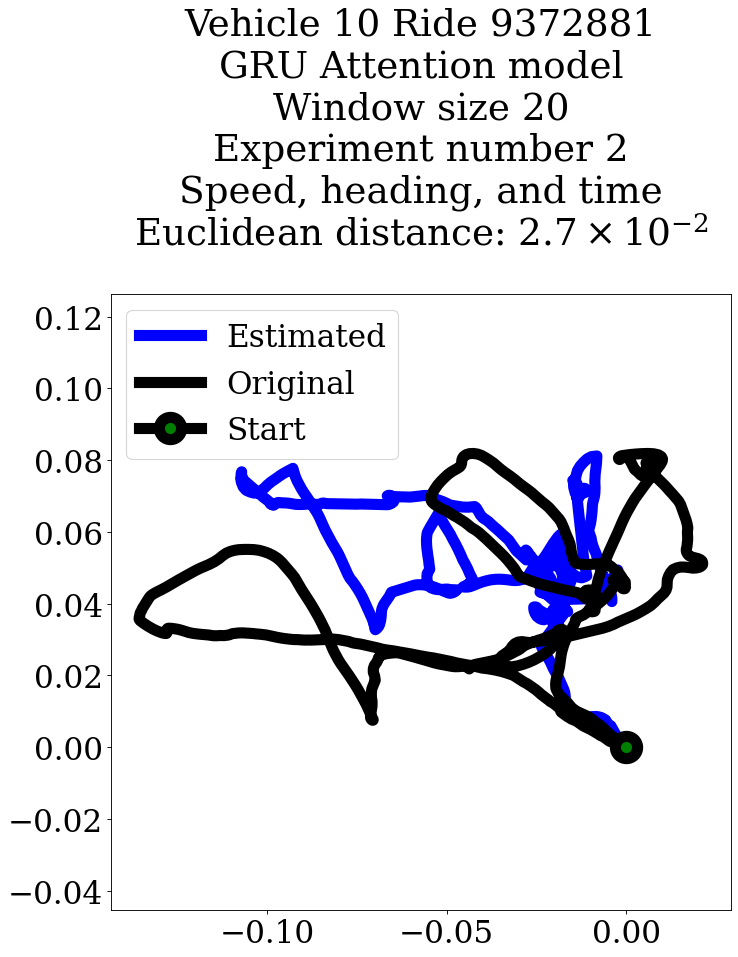 Vehicle 10 Ride 9372881
GRU Attention model
Window size 20
Experiment number 2
Speed, heading, and time
Euclidean distance: 2.7 × 10⁻²
0.12
0.10
0.08
0.06
0.04
0.02
0.00
−0.02
−0.04
Estimated
Original
Start
−0.10
−0.05
0.00